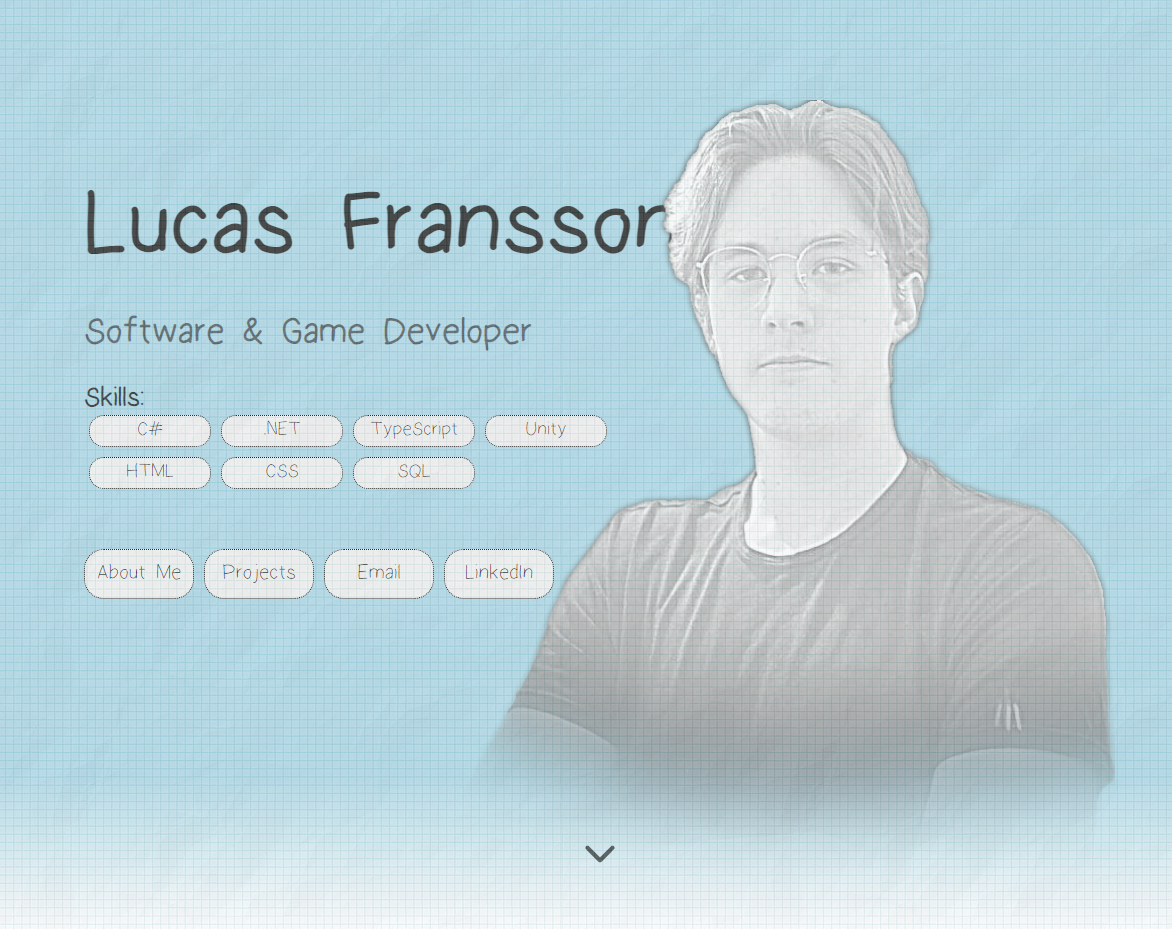 Lucas Fransson
Software & Game Developer
Skills:
C# .NET TypeScript Unity
HTML CSS SQL
About Me Projects Email LinkedIn